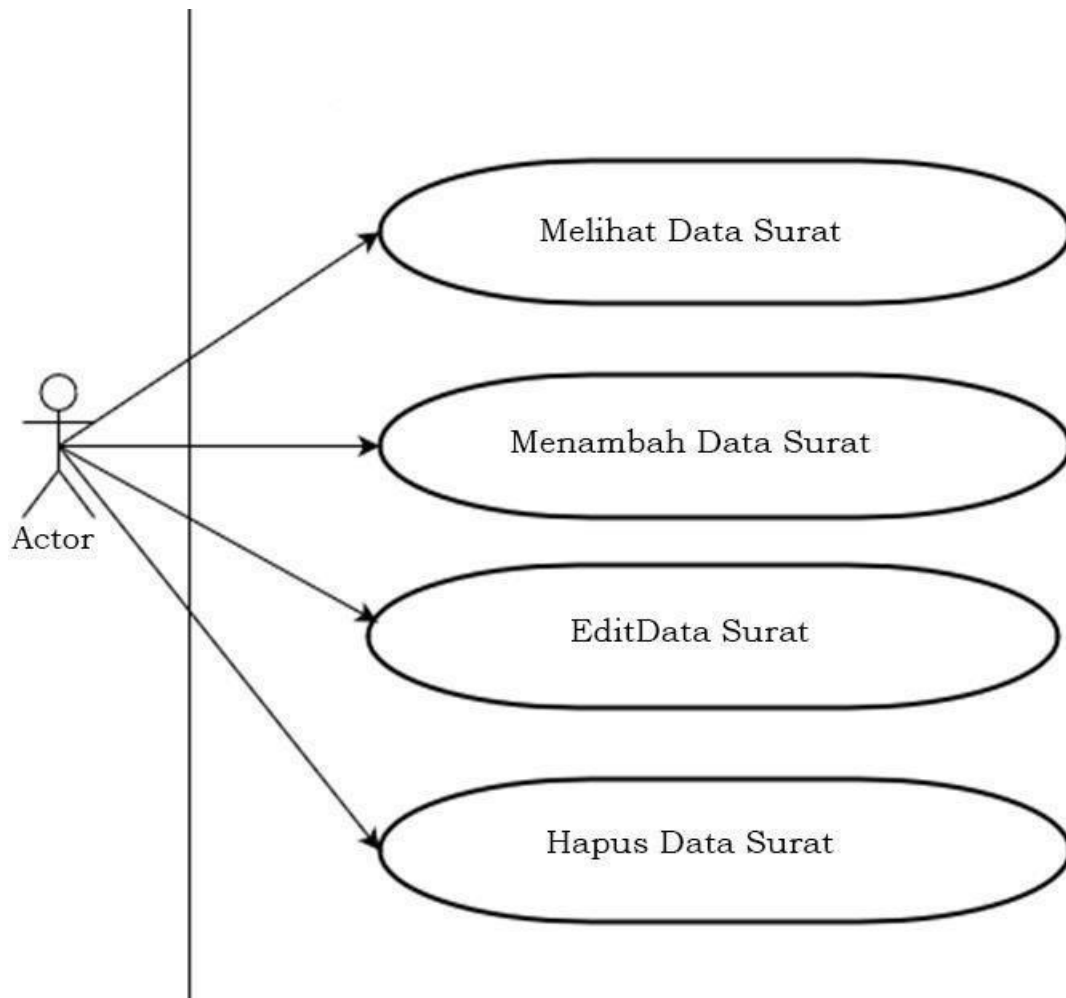 Melihat Data Surat
Menambah Data Surat
Actor
EditData Surat
Hapus Data Surat